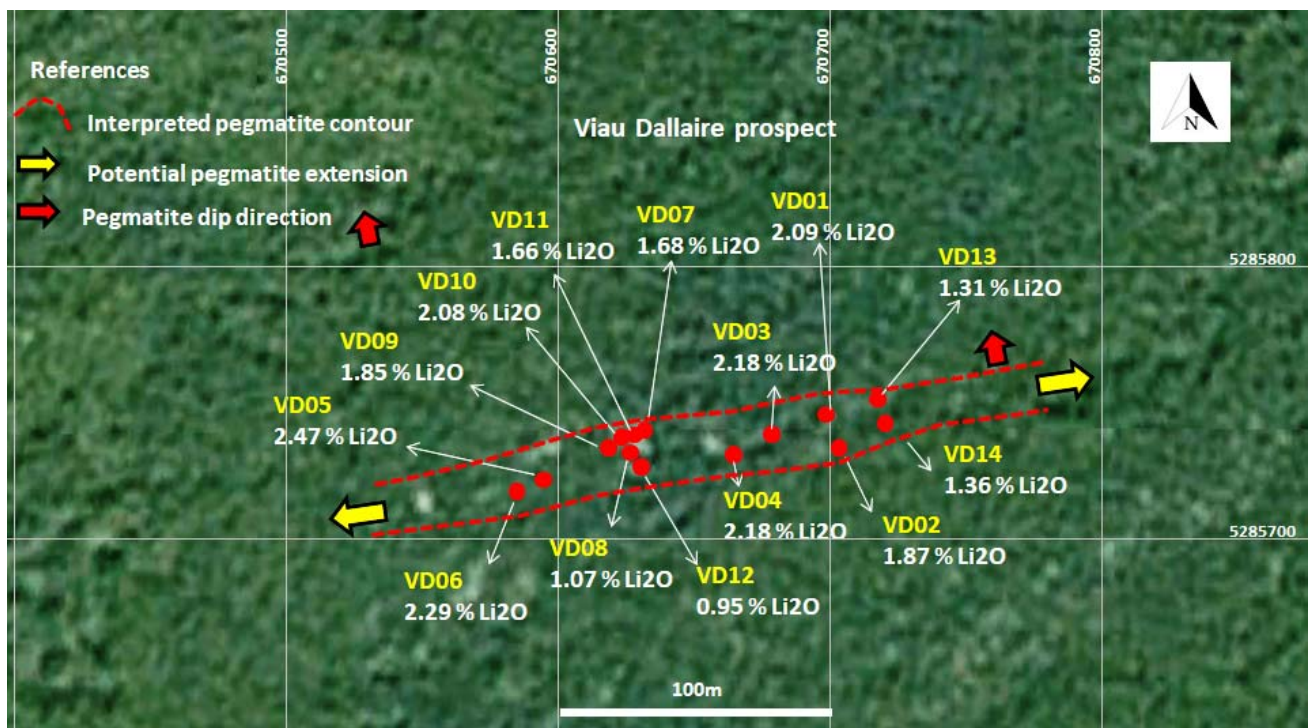 670500
670600
670700
670800
References
Interpreted pegmatite contour
Potential pegmatite extension
Pegmatite dip direction
Viau Dallaire prospect
N
VD01
2.09 % Li2O
VD11
1.66 % Li2O
VD07
1.68 % Li2O
VD13
1.31 % Li2O
5285800
VD10
2.08 % Li2O
VD03
2.18 % Li2O
VD09
1.85 % Li2O
VD05
2.47 % Li2O
VD14
1.36 % Li2O
VD04
2.18 % Li2O
VD02
1.87 % Li2O
5285700
VD08
1.07 % Li2O
VD12
0.95 % Li2O
VD06
2.29 % Li2O
100m